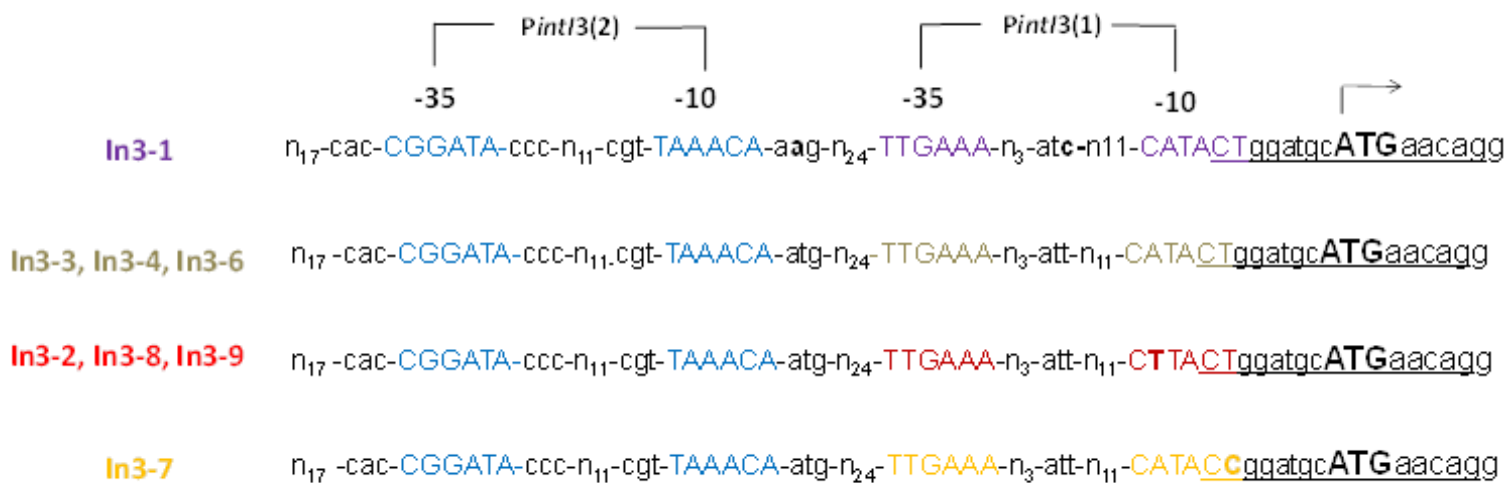 PintI3(2) PintI3(1)
-35 -10 -35 -10
In3-1 n17-cac-CGGATA-ccc-n11-cgt-TAAACA-aag-n24-TTGAAA-n3-atc-n11-CATACTggatgcATGaacagg
In3-3, In3-4, In3-6 n17-cac-CGGATA-ccc-n11-cgt-TAAACA-atg-n24-TTGAAA-n3-att-n11-CATACTggatgcATGaacagg
In3-2, In3-8, In3-9 n17-cac-CGGATA-ccc-n11-cgt-TAAACA-atg-n24-TTGAAA-n3-att-n11-CTTACTggatgcATGaacagg
In3-7 n17-cac-CGGATA-ccc-n11-cgt-TAAACA-atg-n24-TTGAAA-n3-att-n11-CATACCggatgcATGaacagg